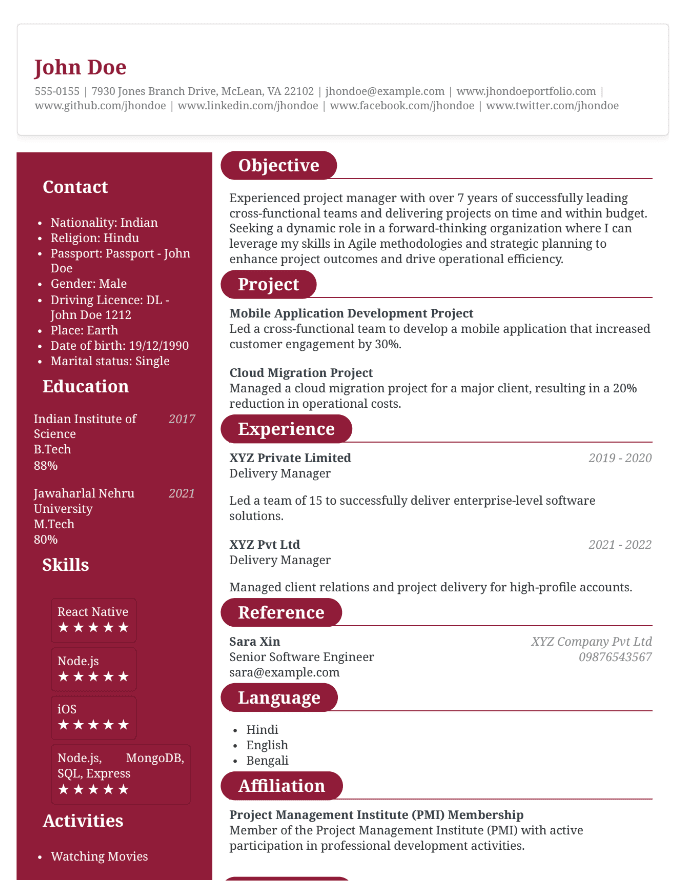 John Doe
555-0155 | 7930 Jones Branch Drive, McLean, VA 22102 | jhondoe@example.com | www.jhondoeportfolio.com |
www.github.com/jhondoe | www.linkedin.com/jhondoe | www.facebook.com/jhondoe | www.twitter.com/jhondoe
Contact
• Nationality: Indian
• Religion: Hindu
• Passport: Passport - John
Doe
• Gender: Male
• Driving Licence: DL -
John Doe 1212
• Place: Earth
• Date of birth: 19/12/1990
• Marital status: Single
Education
Indian Institute of 2017
Science
B.Tech
88%
Jawaharlal Nehru 2021
University
M.Tech
80%
Skills
React Native
★ ★ ★ ★ ★
Node.js
★ ★ ★ ★ ★
iOS
★ ★ ★ ★ ★
Node.js, MongoDB,
SQL, Express
★ ★ ★ ★ ★
Activities
• Watching Movies
Objective
Experienced project manager with over 7 years of successfully leading
cross-functional teams and delivering projects on time and within budget.
Seeking a dynamic role in a forward-thinking organization where I can
leverage my skills in Agile methodologies and strategic planning to
enhance project outcomes and drive operational efficiency.
Project
Mobile Application Development Project
Led a cross-functional team to develop a mobile application that increased
customer engagement by 30%.
Cloud Migration Project
Managed a cloud migration project for a major client, resulting in a 20%
reduction in operational costs.
Experience
XYZ Private Limited 2019 - 2020
Delivery Manager
Led a team of 15 to successfully deliver enterprise-level software
solutions.
XYZ Pvt Ltd 2021 - 2022
Delivery Manager
Managed client relations and project delivery for high-profile accounts.
Reference
Sara Xin XYZ Company Pvt Ltd
Senior Software Engineer 09876543567
sara@example.com
Language
• Hindi
• English
• Bengali
Affiliation
Project Management Institute (PMI) Membership
Member of the Project Management Institute (PMI) with active
participation in professional development activities.